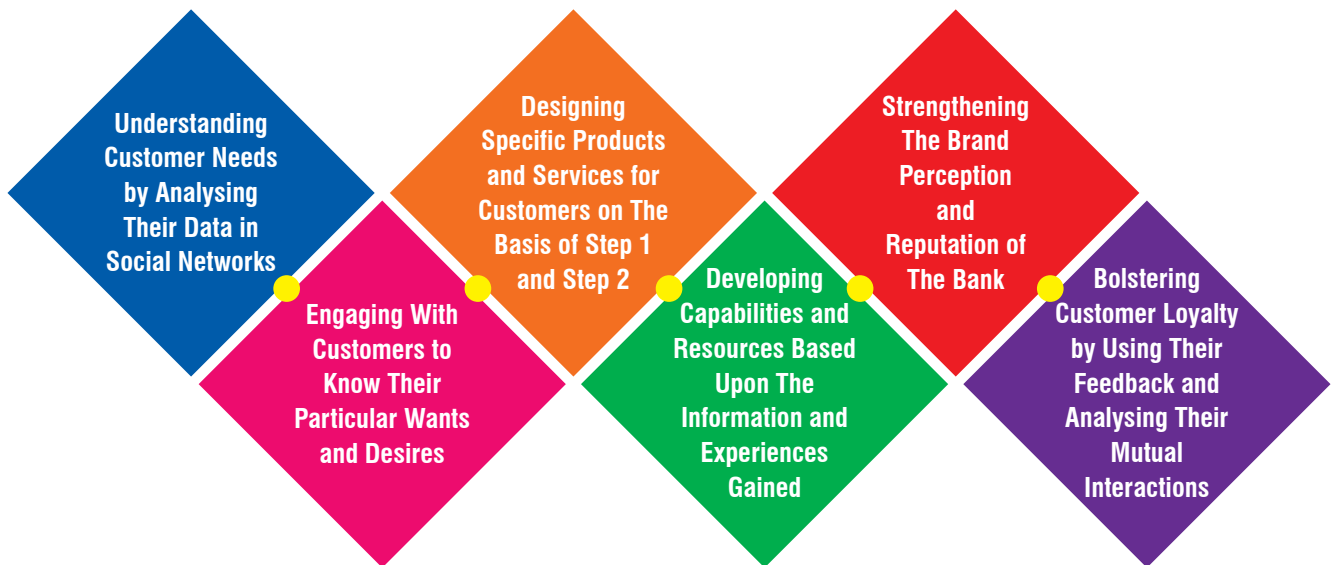 Understanding
Customer Needs
by Analysing
Their Data in
Social Networks
Engaging With
Customers to
Know Their
Particular Wants
and Desires
Designing
Specific Products
and Services for
Customers on The
Basis of Step 1
and Step 2
Developing
Capabilities and
Resources Based
Upon The
Information and
Experiences
Gained
Strengthening
The Brand
Perception
and
Reputation of
The Bank
Bolstering
Customer Loyalty
by Using Their
Feedback and
Analysing Their
Mutual
Interactions